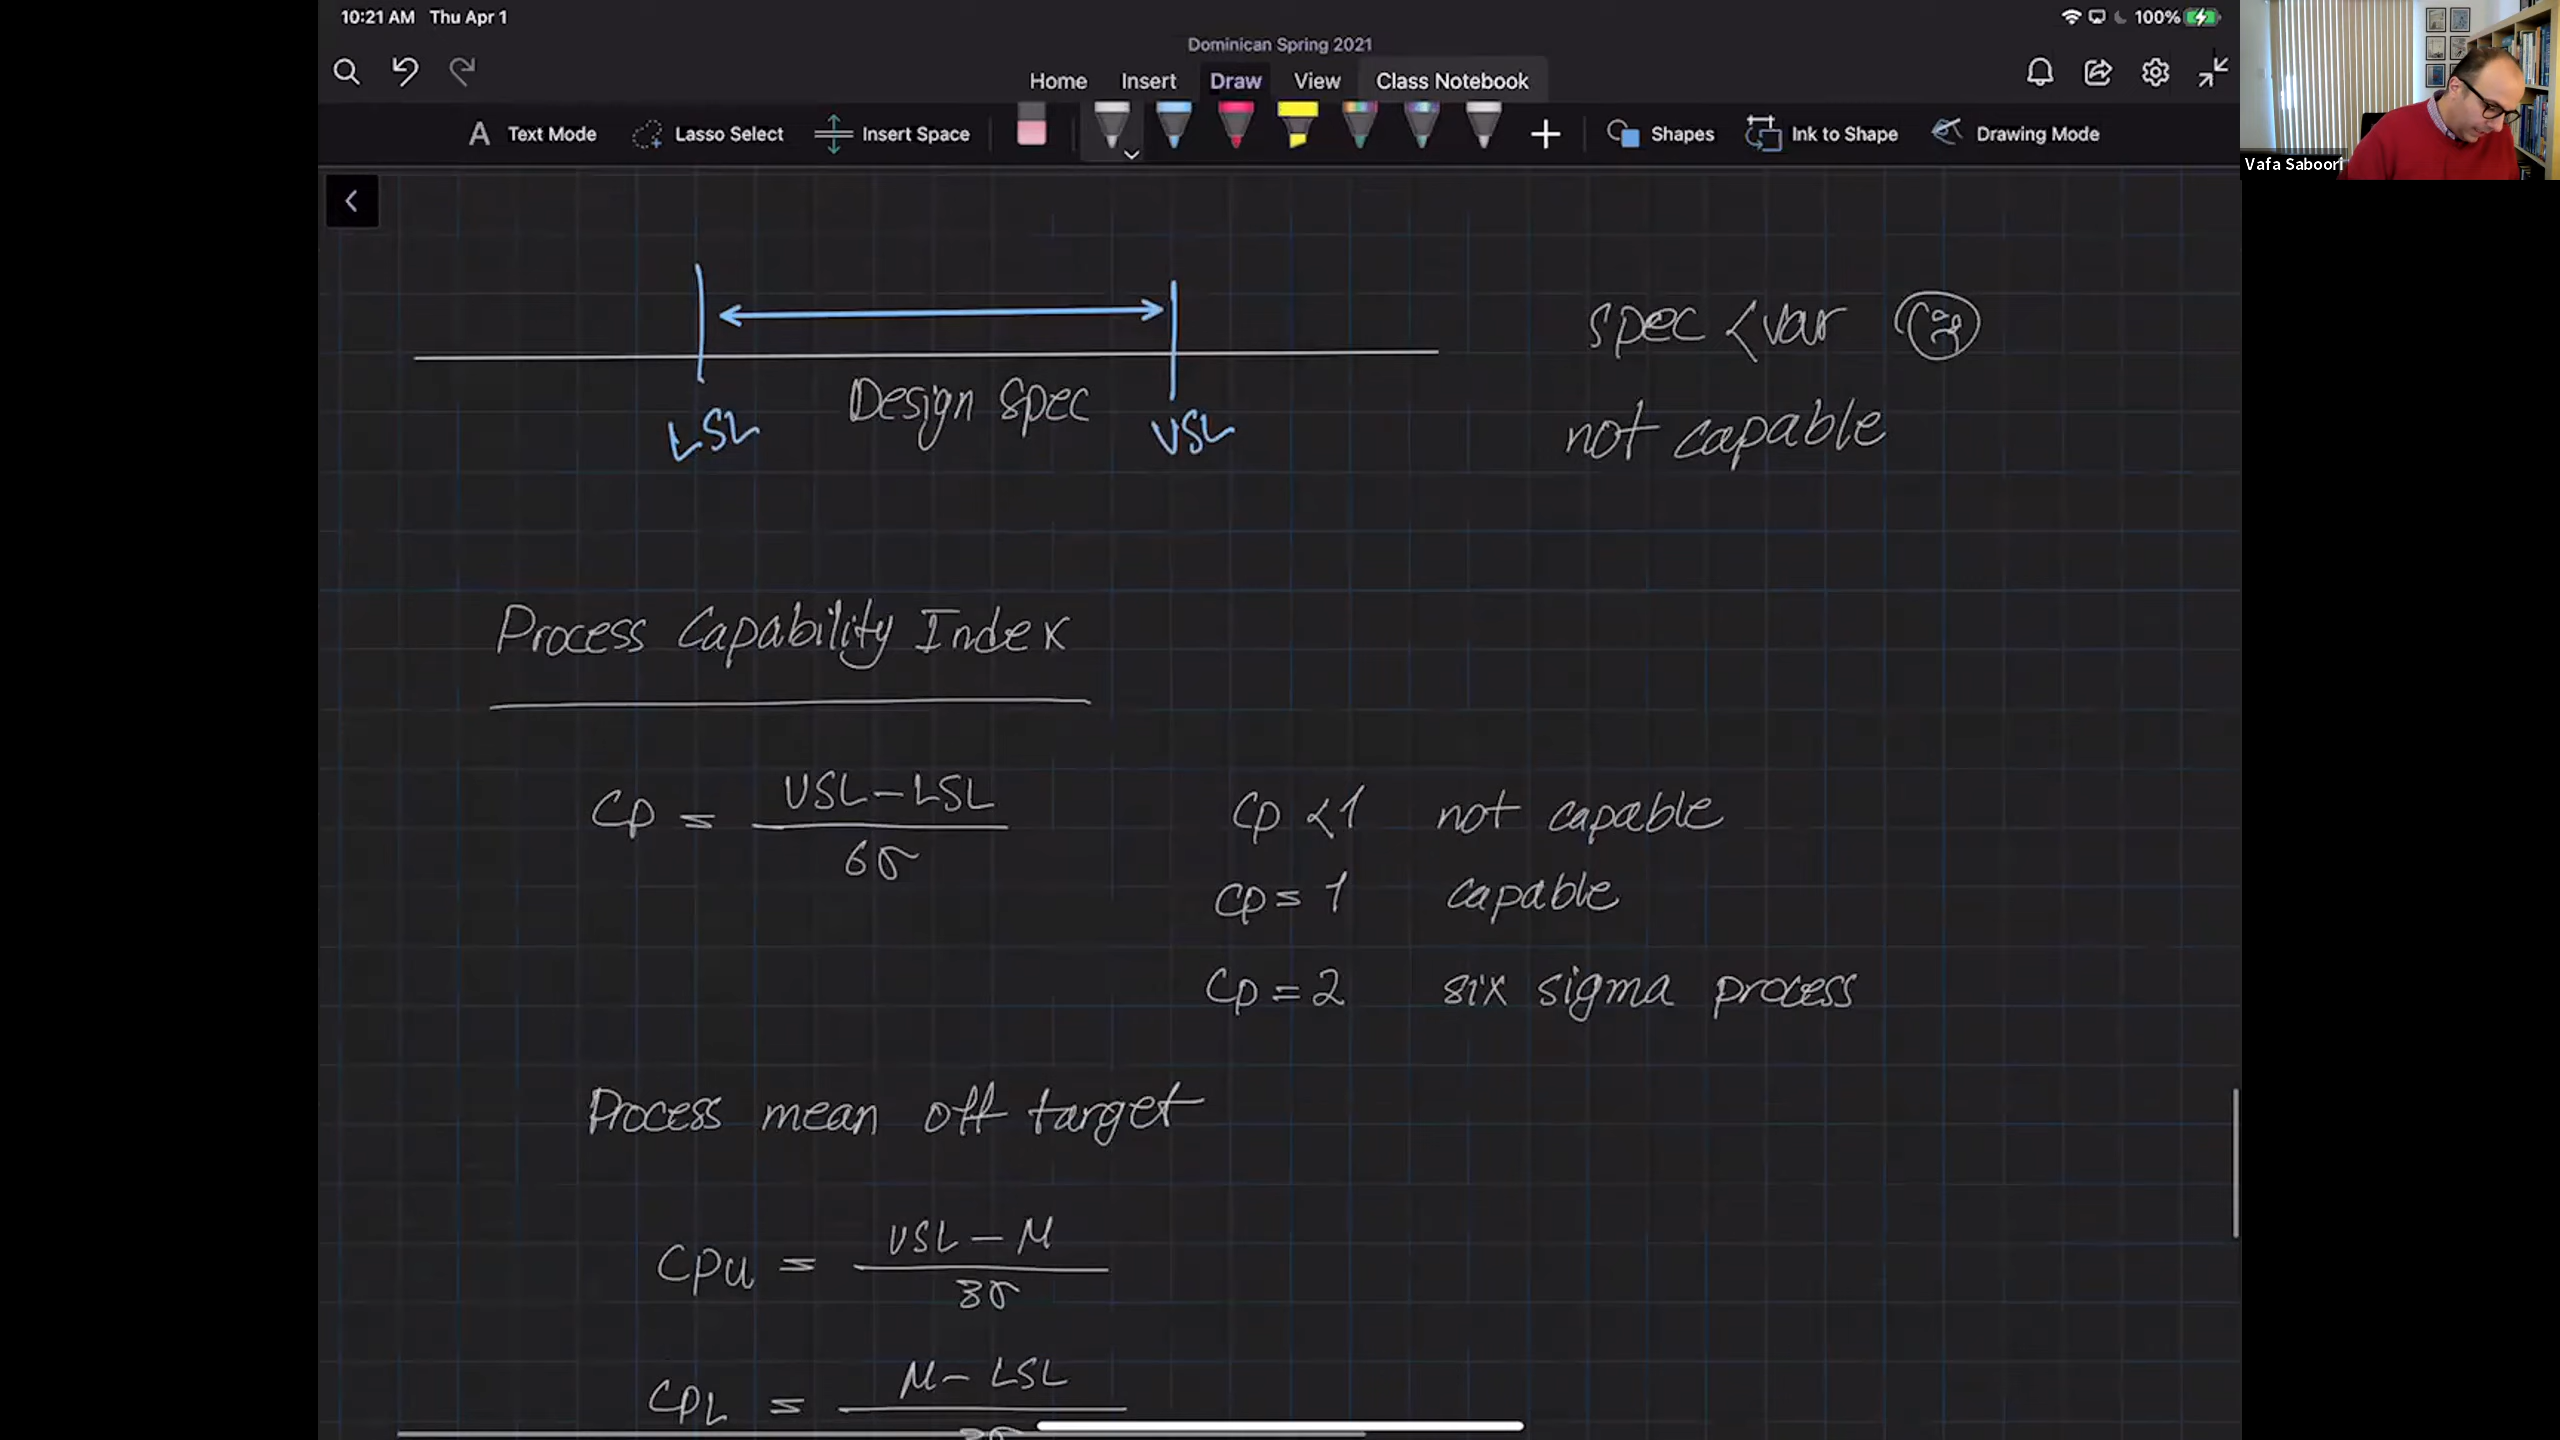 10:21 AM Thu Apr 1
100%
Dominican Spring 2021
Home Insert Draw View Class Notebook
Text Mode Lasso Select Insert Space Shapes Ink to Shape Drawing Mode
Vafa Saboori
spec < var
LSL Design Spec USL
not capable
Process Capability Index
Cp = USL - LSL
6σ
Cp < 1 not capable
Cp = 1 capable
Cp = 2 six sigma process
Process mean off target
Cpu = USL - M
3σ
CpL = M - LSL
3σ